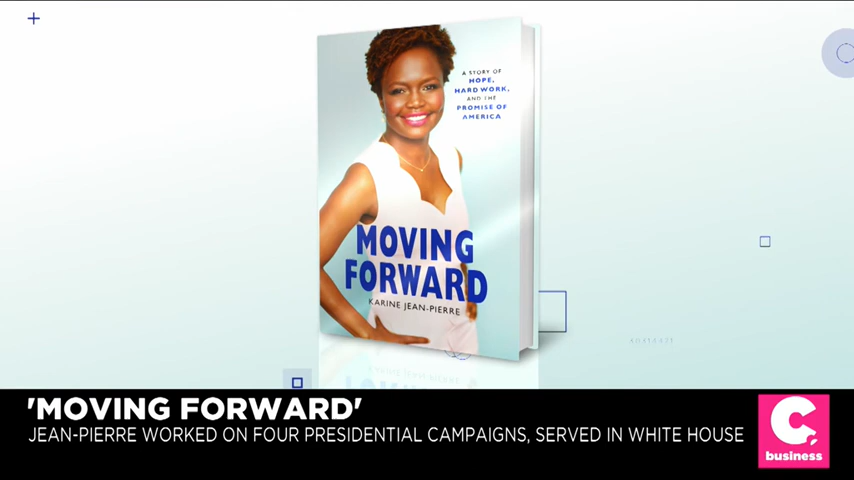 A STORY OF
HOPE,
HARD WORK,
AND THE
PROMISE OF
AMERICA
MOVING
FORWARD
KARINE JEAN-PIERRE
'MOVING FORWARD'
JEAN-PIERRE WORKED ON FOUR PRESIDENTIAL CAMPAIGNS, SERVED IN WHITE HOUSE
C.
business